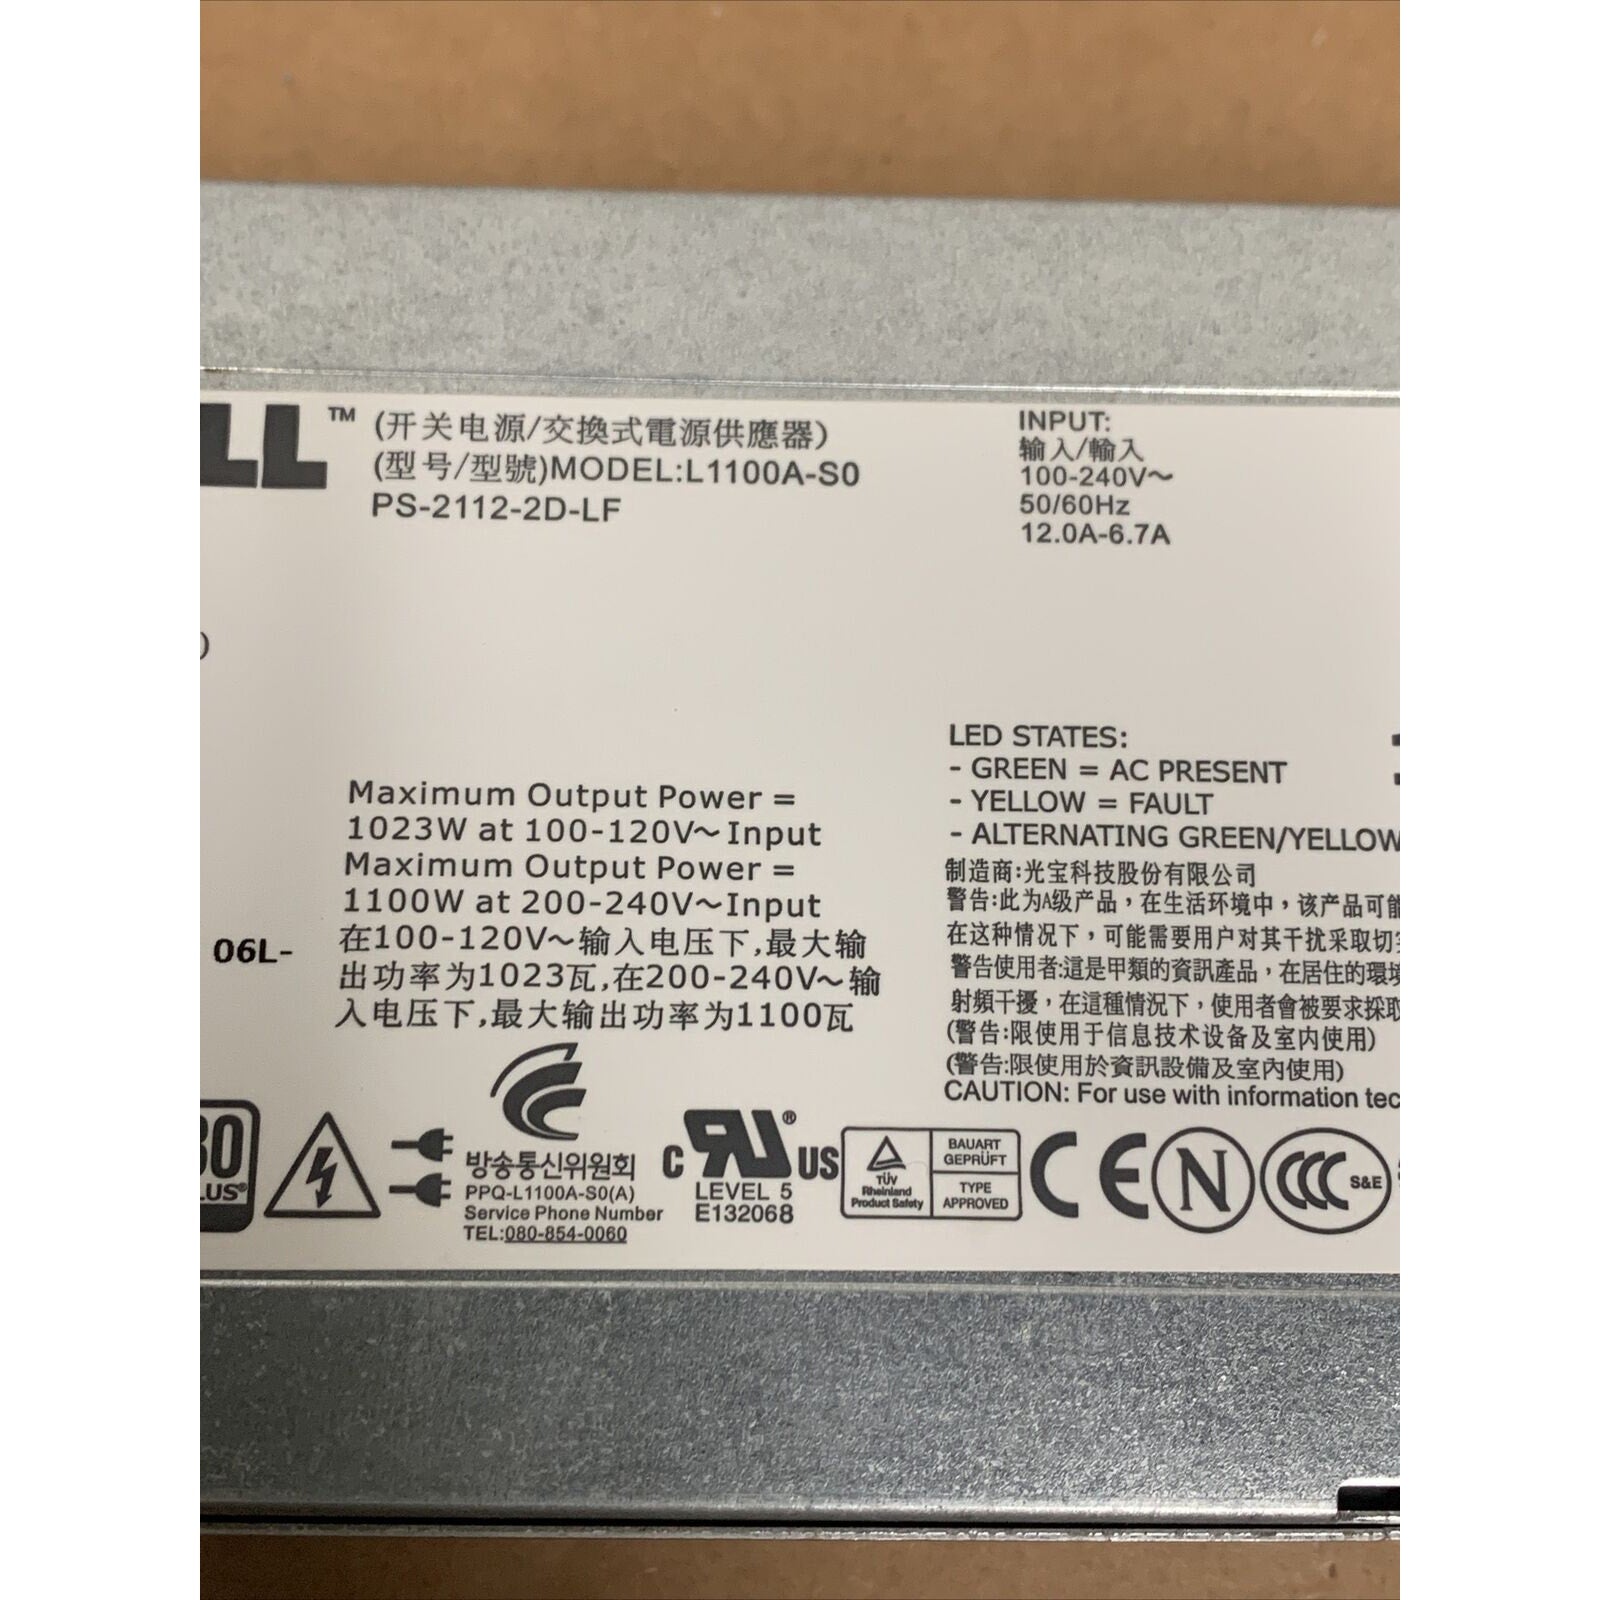 LL™ (开关电源/交換式電源供應器)
(型号/型號)MODEL:L1100A-S0
PS-2112-2D-LF
INPUT:
输入/輸入
100-240V~
50/60Hz
12.0A-6.7A
)
LED STATES:
- GREEN = AC PRESENT
- YELLOW = FAULT
- ALTERNATING GREEN/YELLOW
Maximum Output Power =
1023W at 100-120V~Input
Maximum Output Power =
1100W at 200-240V~Input
在100-120V~输入电压下,最大输
出功率为1023瓦,在200-240V~输
入电压下,最大输出功率为1100瓦
06L-
制造商:光宝科技股份有限公司
警告:此为A级产品，在生活环境中，该产品可能
在这种情况下，可能需要用户对其干扰采取切实
警告使用者:這是甲類的資訊產品，在居住的環境
射頻干擾，在這種情況下，使用者會被要求採取
(警告:限使用于信息技术设备及室内使用)
(警告:限使用於資訊設備及室內使用)
CAUTION: For use with information tec
80
LUS®
방송통신위원회
PPQ-L1100A-S0(A)
Service Phone Number
TEL:080-854-0060
C RU® US
LEVEL 5
E132068
TÜV
Rheinland
Product Safety
BAUART
GEPRÜFT
TYPE
APPROVED
CE
N
CCC S&E